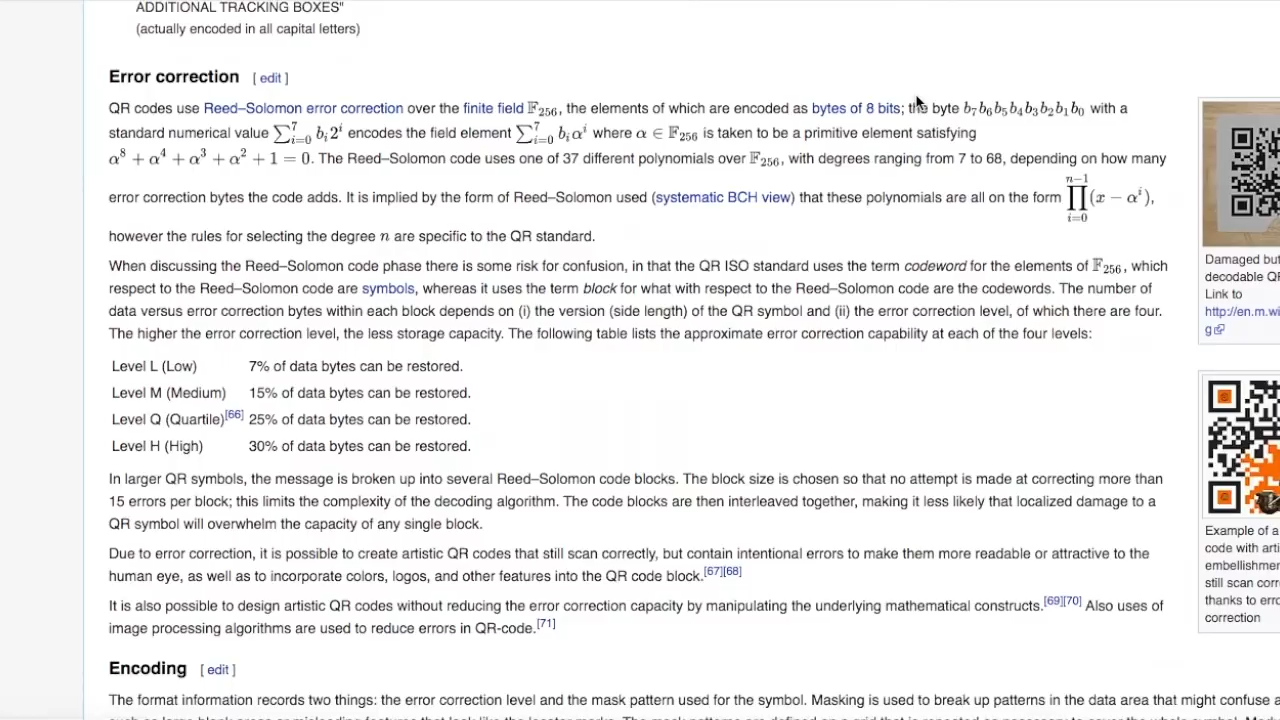 ADDITIONAL TRACKING BOXES"
(actually encoded in all capital letters)
Error correction [ edit ]
QR codes use Reed–Solomon error correction over the finite field 𝔽₂₅₆, the elements of which are encoded as bytes of 8 bits; the byte b₇b₆b₅b₄b₃b₂b₁b₀ with a
standard numerical value ∑ᵢ₌₀⁷ bᵢ2ⁱ encodes the field element ∑ᵢ₌₀⁷ bᵢαⁱ where α ∈ 𝔽₂₅₆ is taken to be a primitive element satisfying
α⁸ + α⁴ + α³ + α² + 1 = 0. The Reed–Solomon code uses one of 37 different polynomials over 𝔽₂₅₆, with degrees ranging from 7 to 68, depending on how many
error correction bytes the code adds. It is implied by the form of Reed–Solomon used (systematic BCH view) that these polynomials are all on the form ∏ᵢ₌₀ⁿ⁻¹(x − αⁱ),
however the rules for selecting the degree n are specific to the QR standard.
When discussing the Reed–Solomon code phase there is some risk for confusion, in that the QR ISO standard uses the term codeword for the elements of 𝔽₂₅₆, which
respect to the Reed–Solomon code are symbols, whereas it uses the term block for what with respect to the Reed–Solomon code are the codewords. The number of
data versus error correction bytes within each block depends on (i) the version (side length) of the QR symbol and (ii) the error correction level, of which there are four.
The higher the error correction level, the less storage capacity. The following table lists the approximate error correction capability at each of the four levels:
Level L (Low) 7% of data bytes can be restored.
Level M (Medium) 15% of data bytes can be restored.
Level Q (Quartile)[66] 25% of data bytes can be restored.
Level H (High) 30% of data bytes can be restored.
In larger QR symbols, the message is broken up into several Reed–Solomon code blocks. The block size is chosen so that no attempt is made at correcting more than
15 errors per block; this limits the complexity of the decoding algorithm. The code blocks are then interleaved together, making it less likely that localized damage to a
QR symbol will overwhelm the capacity of any single block.
Due to error correction, it is possible to create artistic QR codes that still scan correctly, but contain intentional errors to make them more readable or attractive to the
human eye, as well as to incorporate colors, logos, and other features into the QR code block.[67][68]
It is also possible to design artistic QR codes without reducing the error correction capacity by manipulating the underlying mathematical constructs.[69][70] Also uses of
image processing algorithms are used to reduce errors in QR-code.[71]
Encoding [ edit ]
The format information records two things: the error correction level and the mask pattern used for the symbol. Masking is used to break up patterns in the data area that might confuse a
Damaged but
decodable QR
Link to
http://en.m.wi
g
Example of a
code with arti
embellishmen
still scan corr
thanks to erro
correction